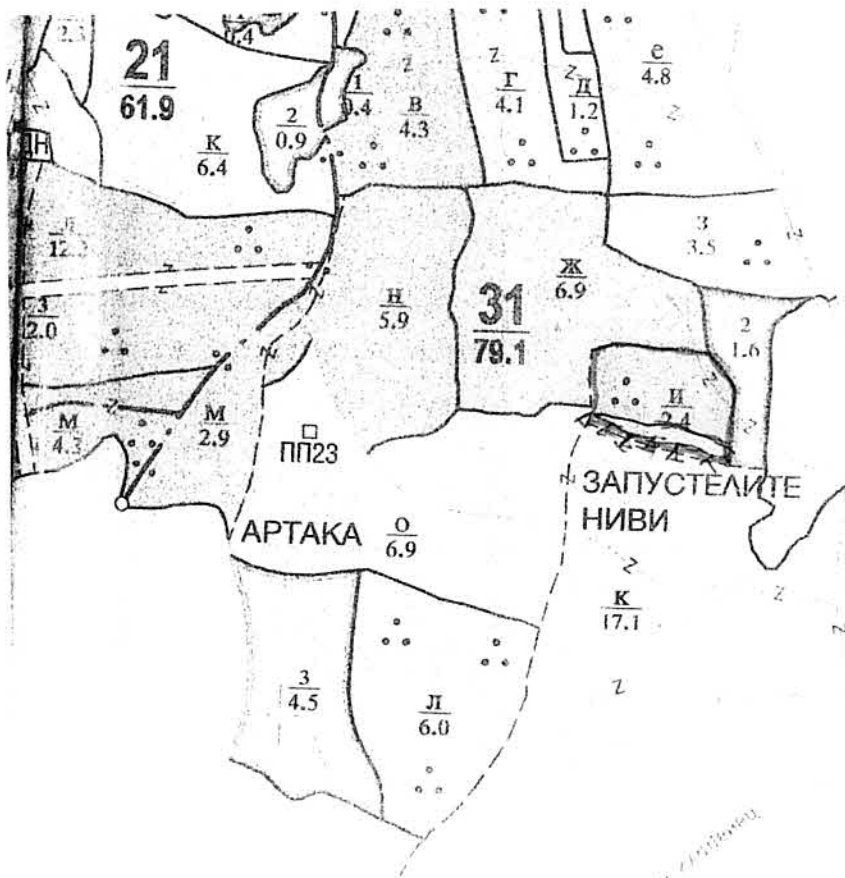 21
61.9
К
6.4
2
0.9
1
0.4
В
4.3
Г
4.1
Д
1.2
е
4.8
З
3.5
12.
3
2.0
Н
5.9
31
79.1
Ж
6.9
2
1.6
И
2.4
М
4.3
М
2.9
ПП23
ЗАПУСТЕЛИТЕ
НИВИ
АРТАКА
О
6.9
К
17.1
3
4.5
Л
6.0